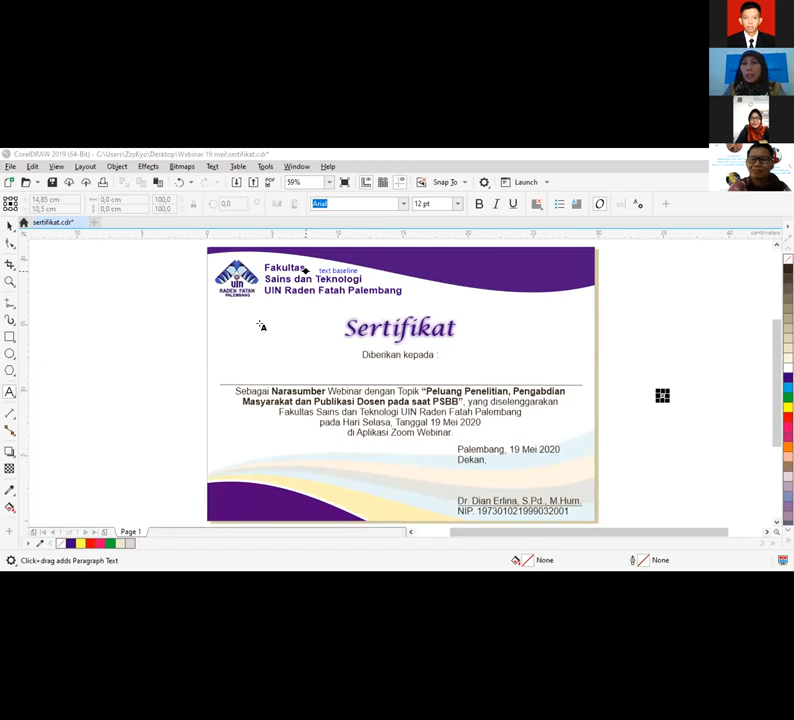 CorelDRAW 2019 (64-Bit) - C:\Users\ZzyKyo\Desktop\Webinar 19 mei\sertifikat.cdr*
File Edit View Layout Object Effects Bitmaps Text Table Tools Window Help
59% Snap To Launch
14,85 cm 0,0 cm 100,0
10,5 cm 0,0 cm 100,0
0,0
Arial 12 pt B I U
sertifikat.cdr*
centimeters
Fakultas
text baseline
Sains dan Teknologi
UIN Raden Fatah Palembang
UIN
RADEN FATAH
PALEMBANG
Sertifikat
Diberikan kepada :
Sebagai Narasumber Webinar dengan Topik “Peluang Penelitian, Pengabdian
Masyarakat dan Publikasi Dosen pada saat PSBB”, yang diselenggarakan
Fakultas Sains dan Teknologi UIN Raden Fatah Palembang
pada Hari Selasa, Tanggal 19 Mei 2020
di Aplikasi Zoom Webinar.
Palembang, 19 Mei 2020
Dekan,
Dr. Dian Erlina, S.Pd., M.Hum.
NIP. 197301021999032001
Page 1
Click+drag adds Paragraph Text
None
None